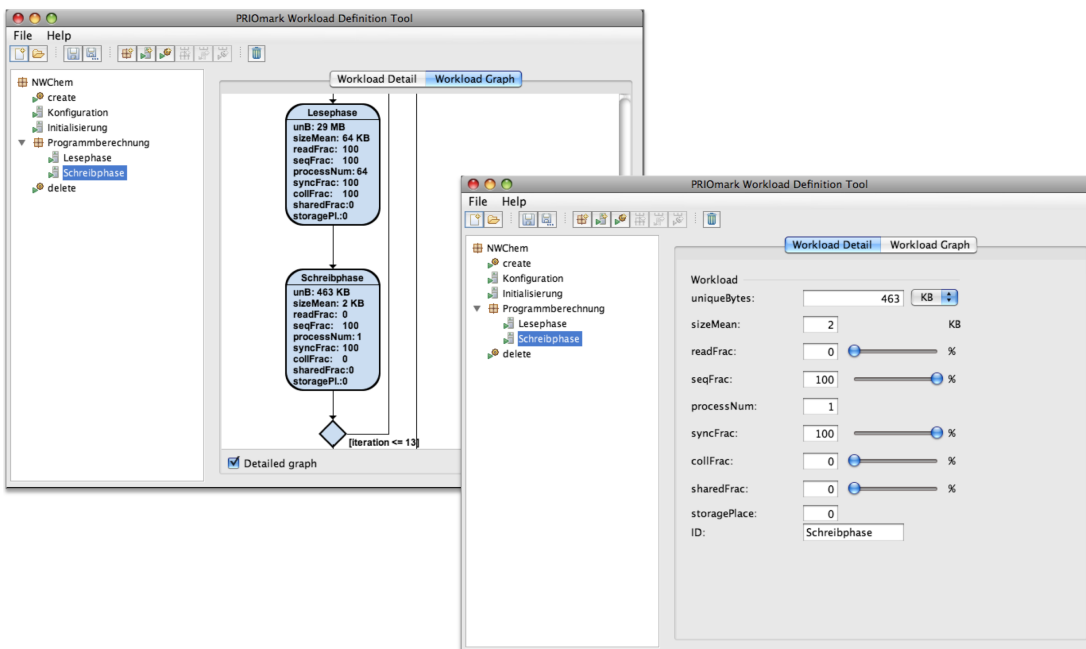 PRIOmark Workload Definition Tool
File Help
NWChem
create
Konfiguration
Initialisierung
Programmberechnung
Lesephase
Schreibphase
delete
Workload Detail Workload Graph
Lesephase
unB: 29 MB
sizeMean: 64 KB
readFrac: 100
seqFrac: 100
processNum: 64
syncFrac: 100
collFrac: 100
sharedFrac:0
storagePl.:0
Schreibphase
unB: 463 KB
sizeMean: 2 KB
readFrac: 0
seqFrac: 100
processNum: 1
syncFrac: 100
collFrac: 0
sharedFrac:0
storagePl.:0
[iteration <= 13]
Detailed graph
PRIOmark Workload Definition Tool
File Help
NWChem
create
Konfiguration
Initialisierung
Programmberechnung
Lesephase
Schreibphase
delete
Workload Detail Workload Graph
Workload
uniqueBytes: 463 KB
sizeMean: 2 KB
readFrac: 0 %
seqFrac: 100 %
processNum: 1
syncFrac: 100 %
collFrac: 0 %
sharedFrac: 0 %
storagePlace: 0
ID: Schreibphase